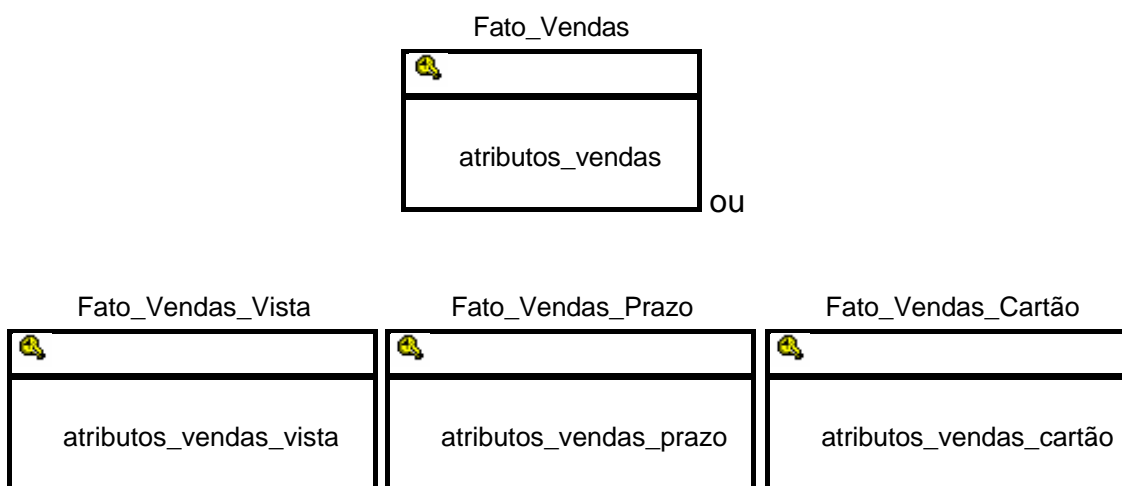 Fato_Vendas
atributos_vendas
ou
Fato_Vendas_Vista Fato_Vendas_Prazo Fato_Vendas_Cartão
atributos_vendas_vista atributos_vendas_prazo atributos_vendas_cartão